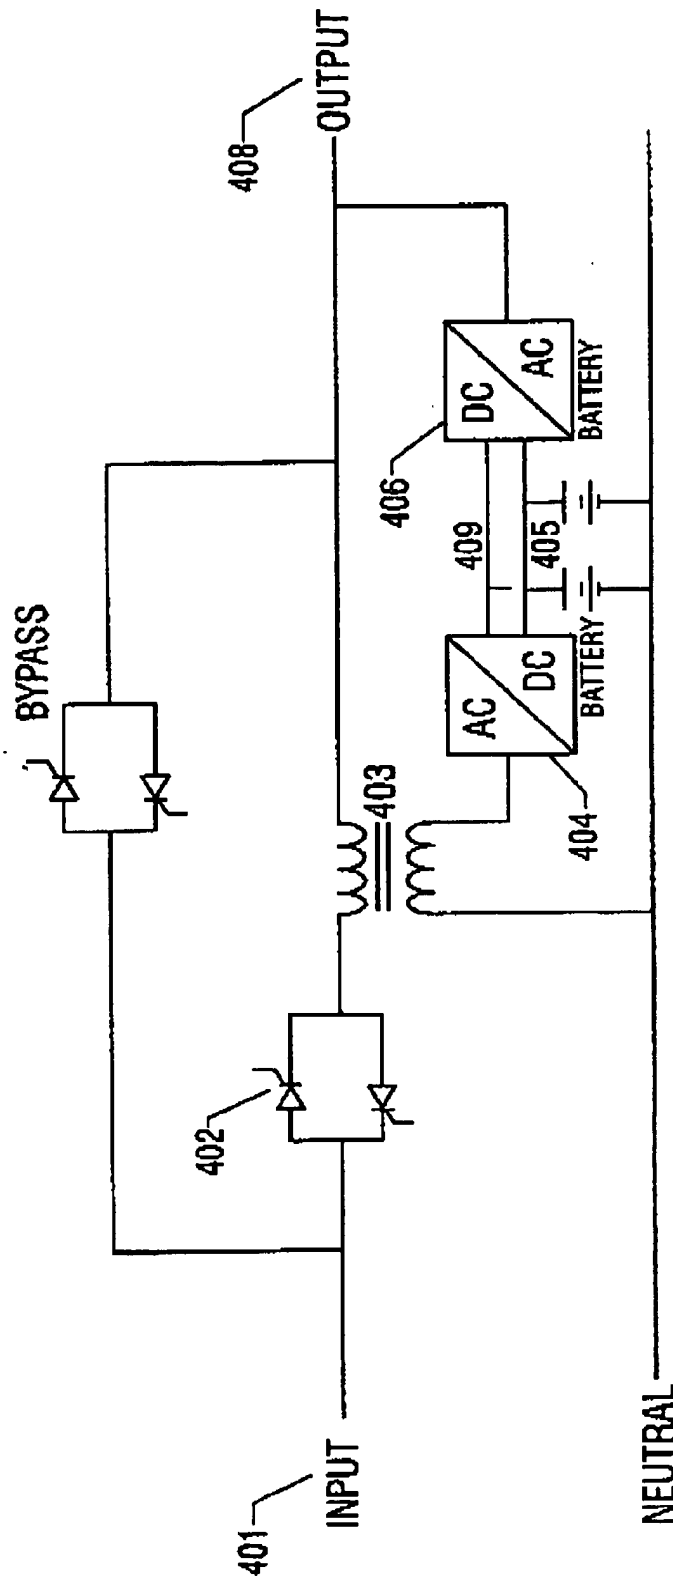 BYPASS
408
OUTPUT
402
403
406
409
405
DC
AC
AC
DC
BATTERY
BATTERY
404
401
INPUT
NEUTRAL